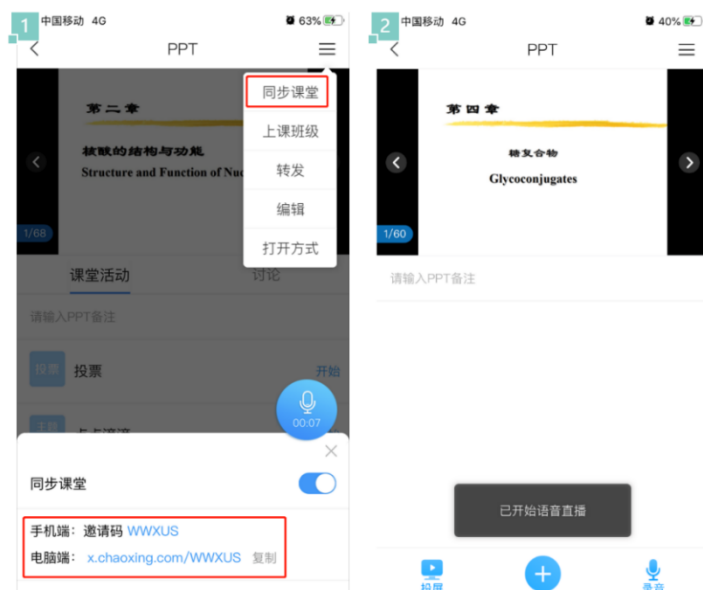 1
中国移动 4G
63%
PPT
同步课堂
上课班级
转发
编辑
打开方式
第二章
核酸的结构与功能
Structure and Function of Nuc
1/68
课堂活动
讨论
请输入PPT备注
投票
投票
开始
00:07
主题
同步课堂
手机端：邀请码 WWXUS
电脑端： x.chaoxing.com/WWXUS 复制
2
中国移动 4G
40%
PPT
第四章
糖复合物
Glycoconjugates
1/60
请输入PPT备注
已开始语音直播
投屏
录音